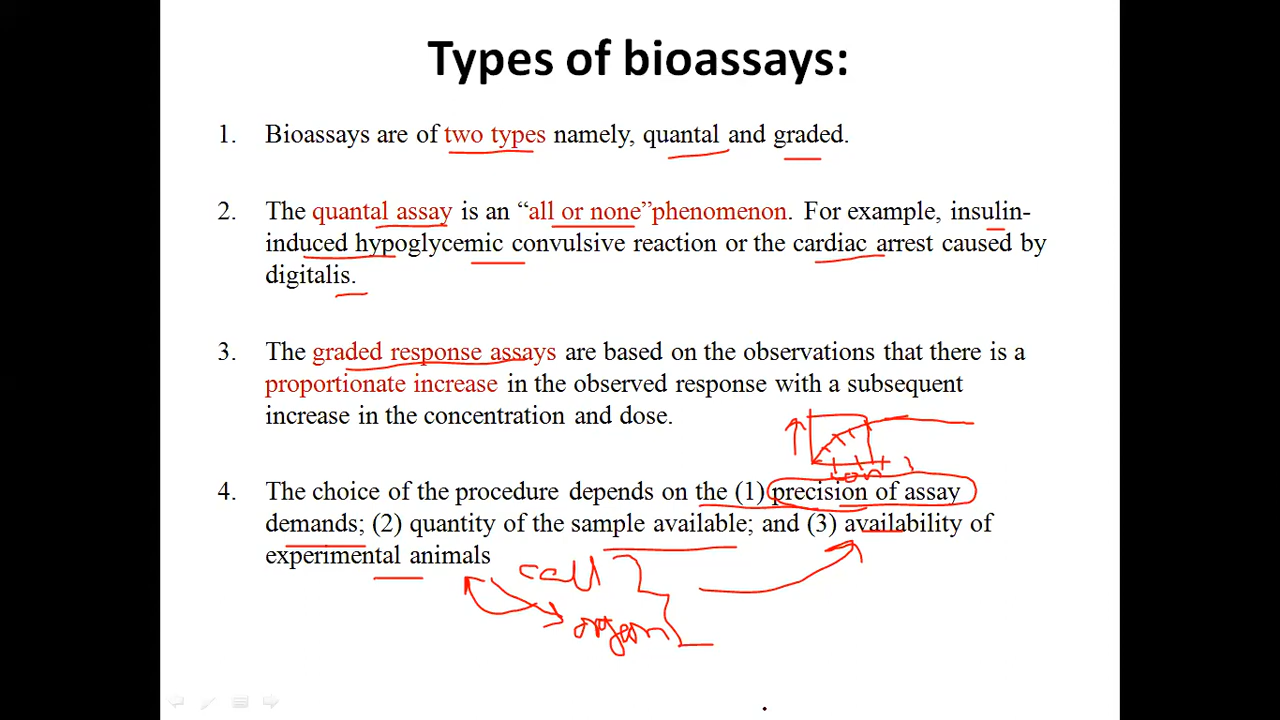 Types of bioassays:
1. Bioassays are of two types namely, quantal and graded.
2. The quantal assay is an “all or none”phenomenon. For example, insulin-
induced hypoglycemic convulsive reaction or the cardiac arrest caused by
digitalis.
3. The graded response assays are based on the observations that there is a
proportionate increase in the observed response with a subsequent
increase in the concentration and dose.
4. The choice of the procedure depends on the (1) precision of assay
demands; (2) quantity of the sample available; and (3) availability of
experimental animals
cell
organ